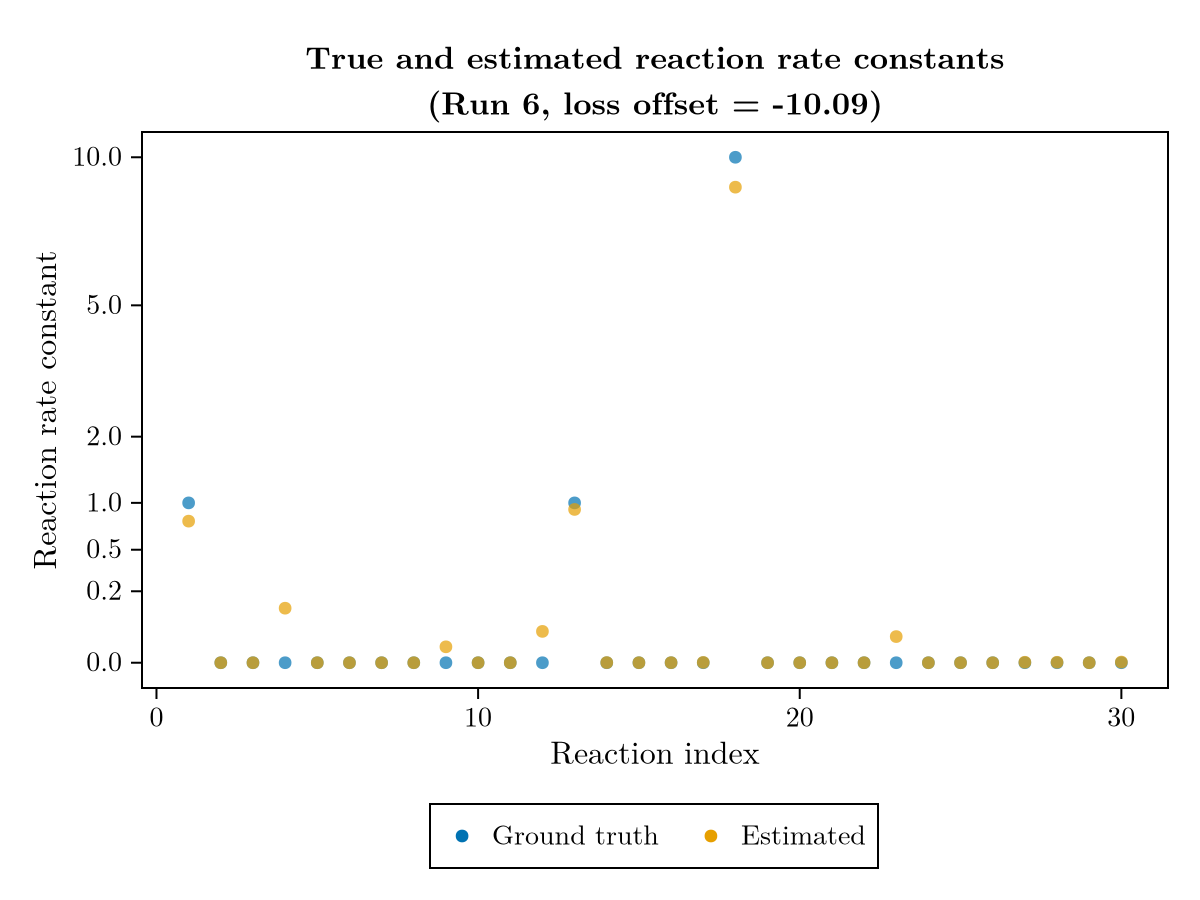 True and estimated reaction rate constants
(Run 6, loss offset = -10.09)
Reaction rate constant
10.0
5.0
2.0
1.0
0.5
0.2
0.0
0 10 20 30
Reaction index
Ground truth Estimated